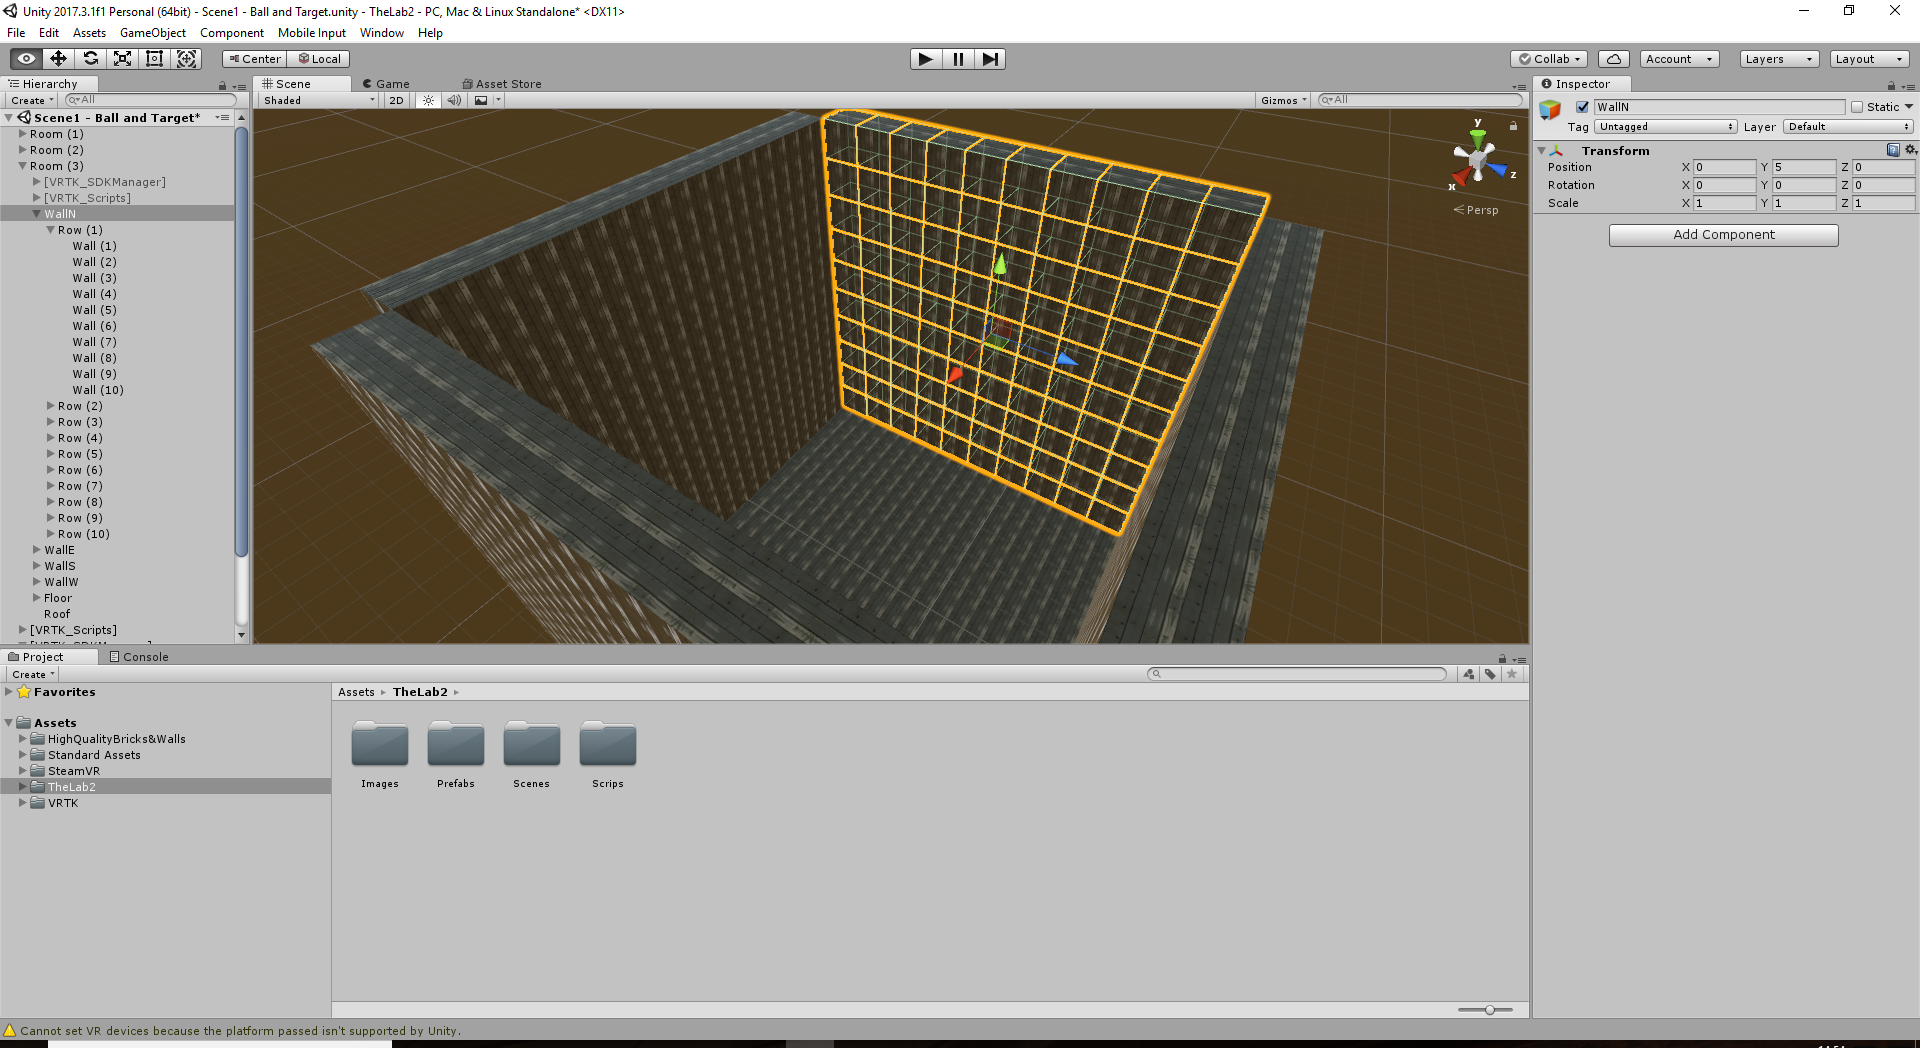 Unity 2017.3.1f1 Personal (64bit) - Scene1 - Ball and Target.unity - TheLab2 - PC, Mac & Linux Standalone* <DX11>
File Edit Assets GameObject Component Mobile Input Window Help
Center Local Collab Account Layers Layout
Hierarchy
Create All
Scene1 - Ball and Target*
Room (1)
Room (2)
Room (3)
[VRTK_SDKManager]
[VRTK_Scripts]
WallN
Row (1)
Wall (1)
Wall (2)
Wall (3)
Wall (4)
Wall (5)
Wall (6)
Wall (7)
Wall (8)
Wall (9)
Wall (10)
Row (2)
Row (3)
Row (4)
Row (5)
Row (6)
Row (7)
Row (8)
Row (9)
Row (10)
WallE
WallS
WallW
Floor
Roof
[VRTK_Scripts]
Scene Game Asset Store
Shaded 2D Gizmos All
y
x
z
Persp
Inspector
WallN Static
Tag Untagged Layer Default
Transform
Position X 0 Y 5 Z 0
Rotation X 0 Y 0 Z 0
Scale X 1 Y 1 Z 1
Add Component
Project Console
Create
Favorites
Assets
HighQualityBricks&Walls
Standard Assets
SteamVR
TheLab2
VRTK
Assets TheLab2
Images Prefabs Scenes Scrips
Cannot set VR devices because the platform passed isn't supported by Unity.